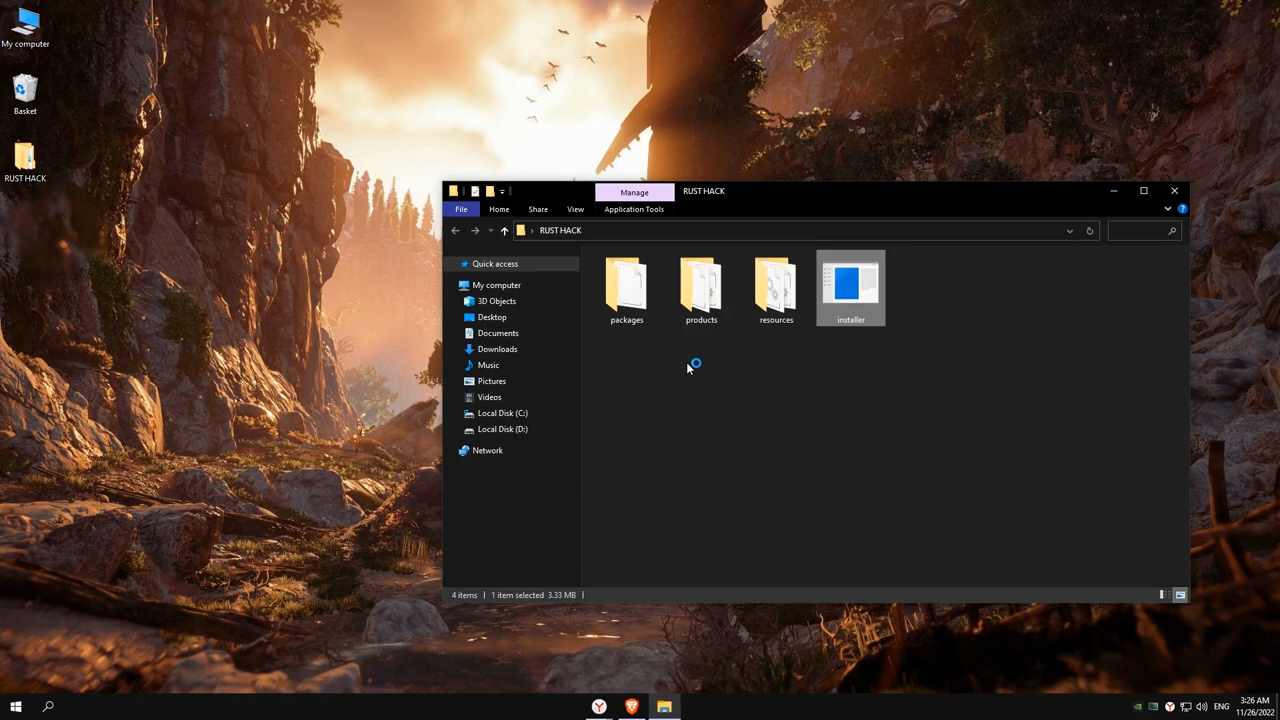 My computer
Basket
RUST HACK
Manage
RUST HACK
File
Home
Share
View
Application Tools
RUST HACK
Quick access
My computer
3D Objects
Desktop
Documents
Downloads
Music
Pictures
Videos
Local Disk (C:)
Local Disk (D:)
Network
packages
products
resources
installer
4 items
1 item selected 3.33 MB
ENG
3:26 AM
11/26/2022